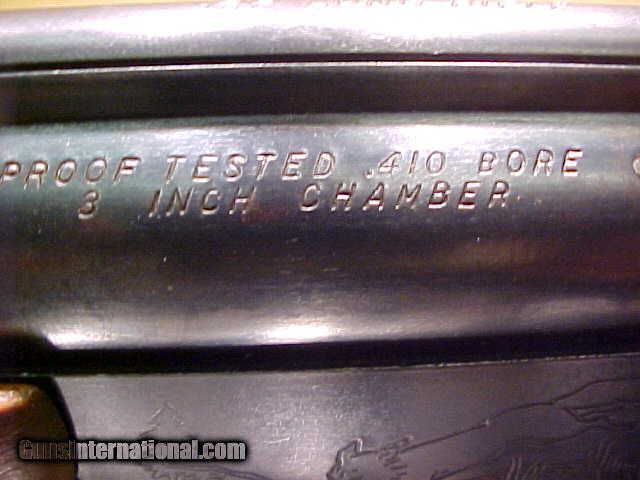 PROOF TESTED .410 BORE
3 INCH CHAMBER
GunsInternational.com